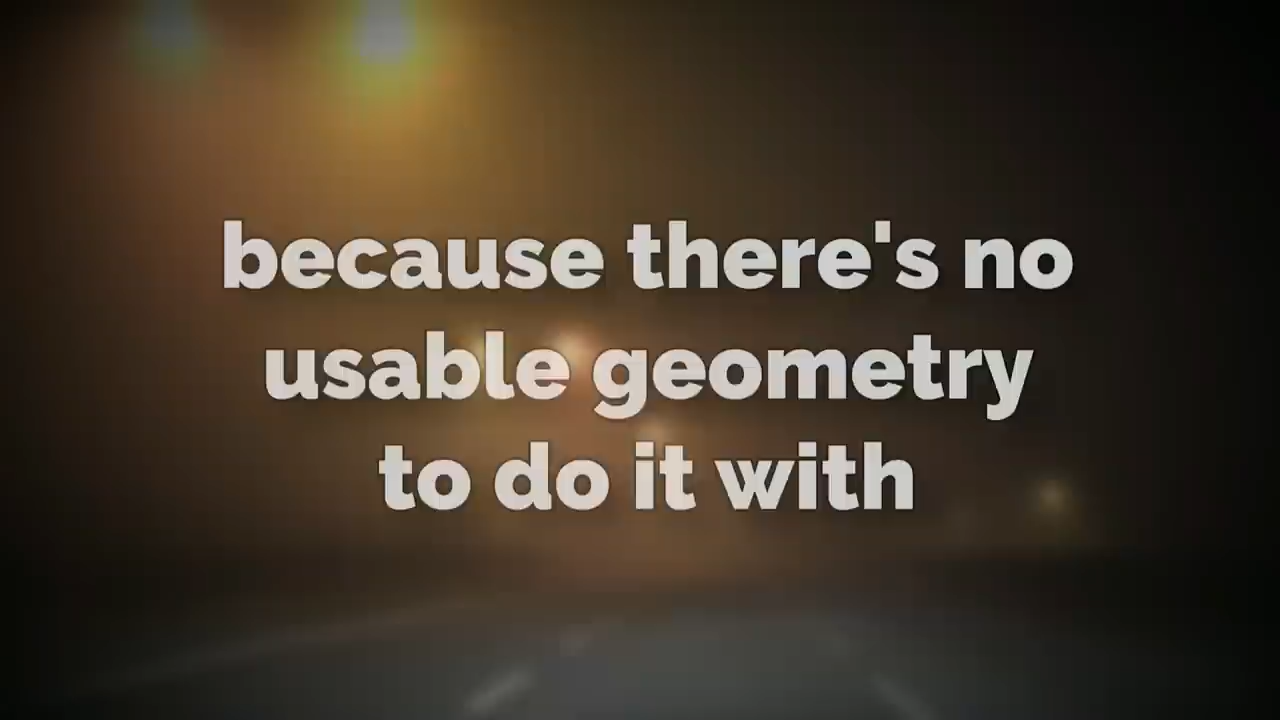 because there's no
usable geometry
to do it with